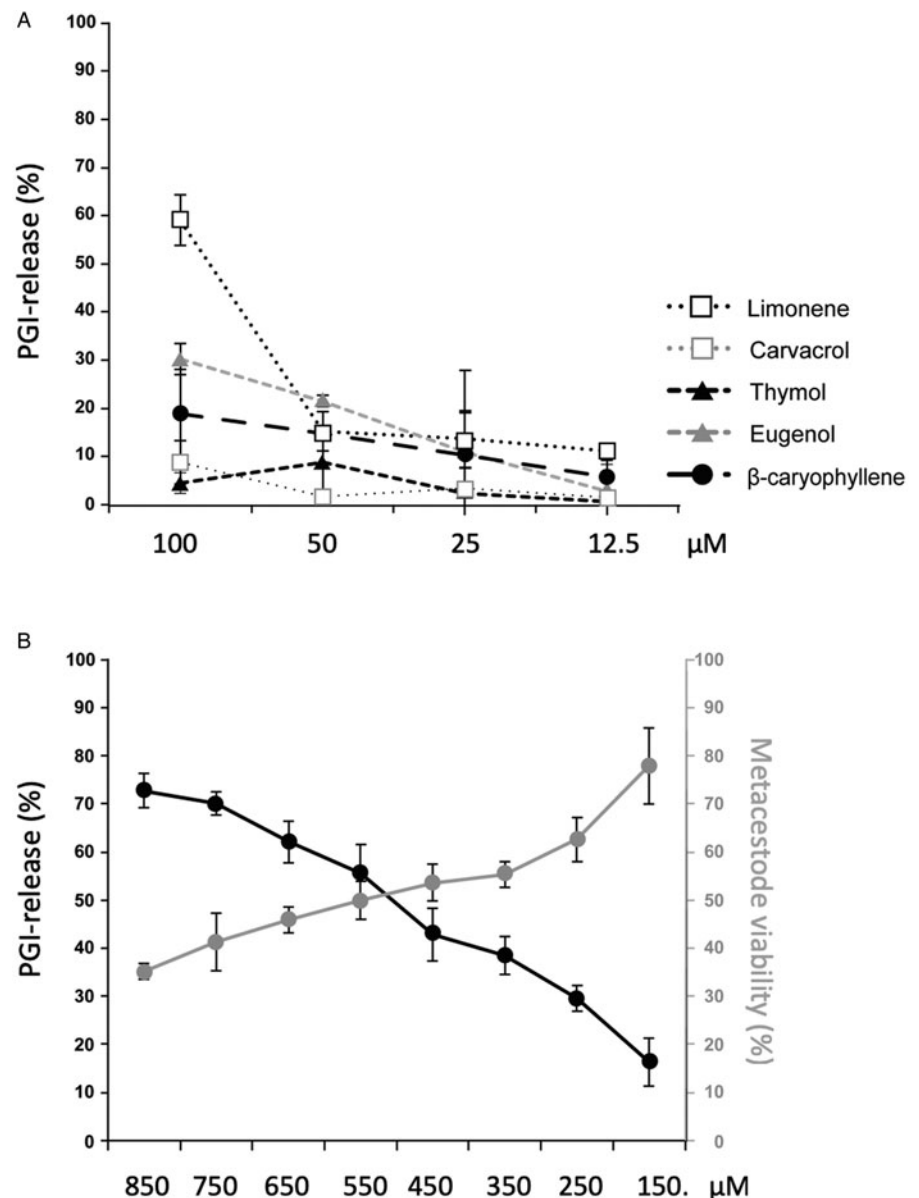 A
100
90
80
70
60
50
40
30
20
10
0
PGI-release (%)
100 50 25 12.5 µM
Limonene
Carvacrol
Thymol
Eugenol
β-caryophyllene
B
100
90
80
70
60
50
40
30
20
10
0
PGI-release (%)
100
90
80
70
60
50
40
30
20
10
0
Metacestode viability (%)
850 750 650 550 450 350 250 150. µM